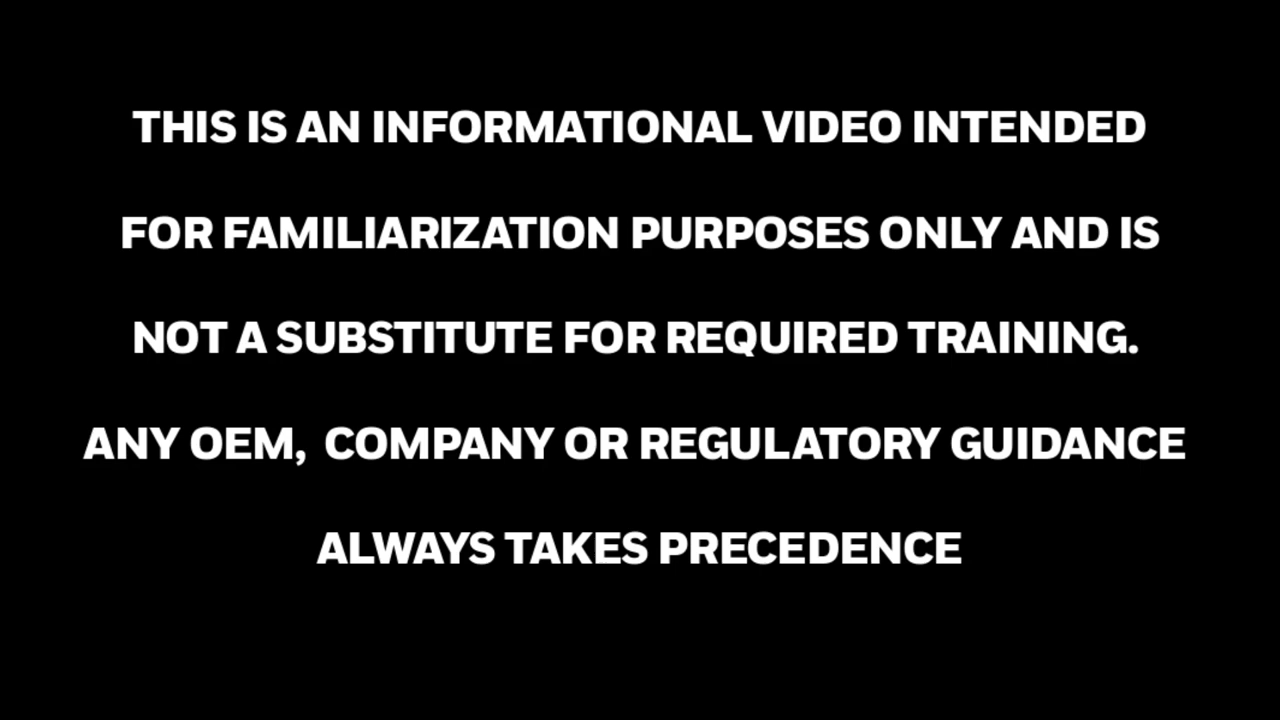 THIS IS AN INFORMATIONAL VIDEO INTENDED
FOR FAMILIARIZATION PURPOSES ONLY AND IS
NOT A SUBSTITUTE FOR REQUIRED TRAINING.
ANY OEM,  COMPANY OR REGULATORY GUIDANCE
ALWAYS TAKES PRECEDENCE